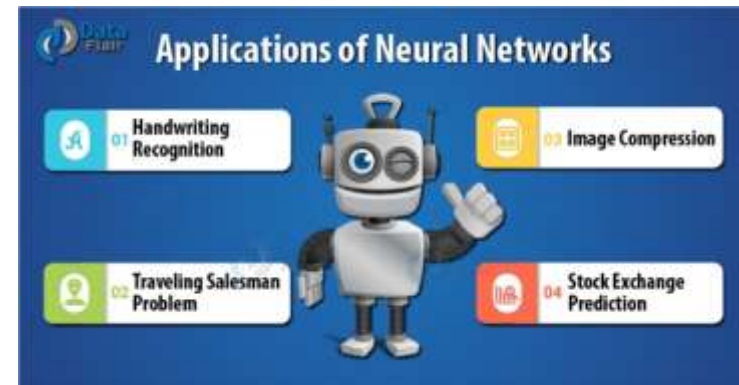 Data
Flair
Applications of Neural Networks
01 Handwriting
Recognition
02 Traveling Salesman
Problem
03 Image Compression
04 Stock Exchange
Prediction